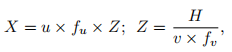 X = u × f_u × Z; Z = H / (v × f_v),